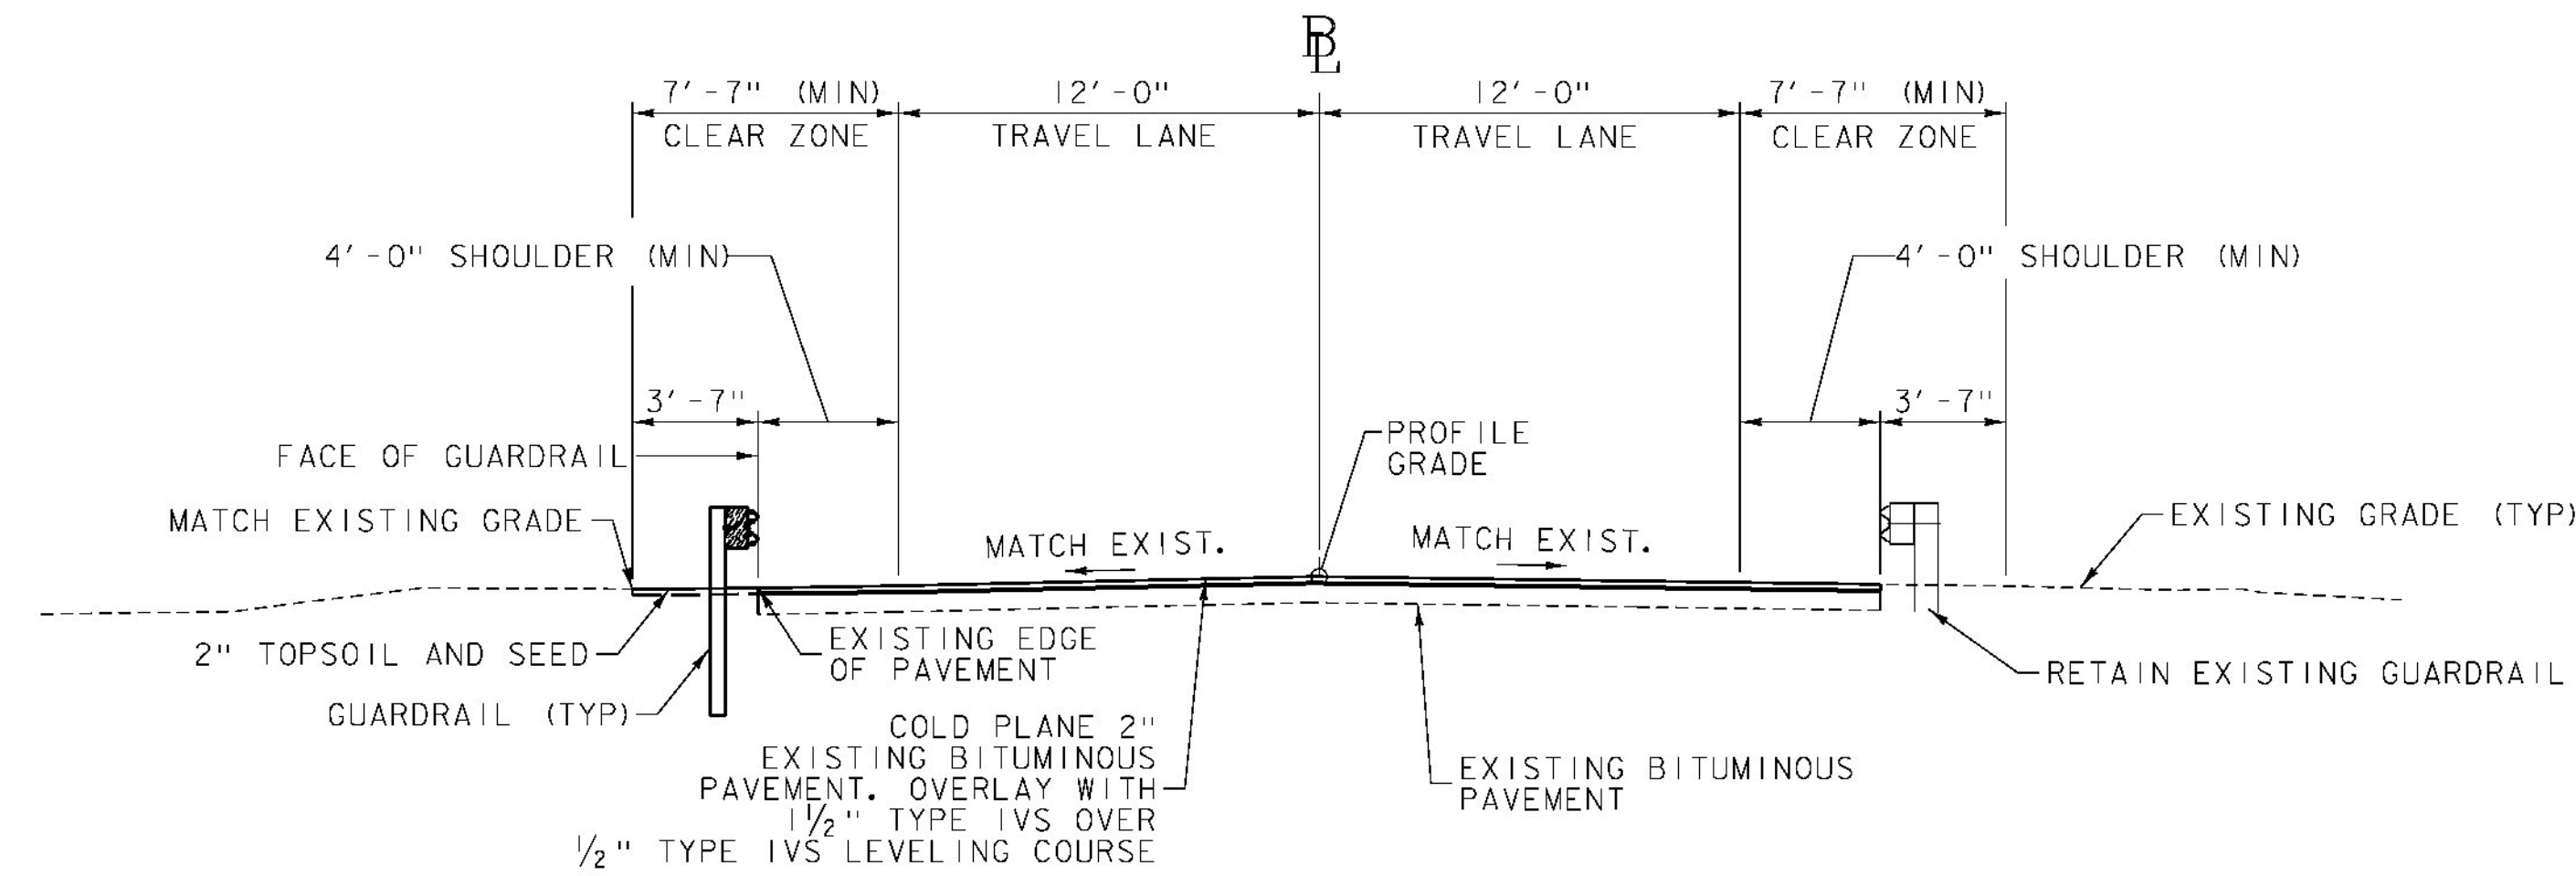 BL
7'-7" (MIN) 12'-0" 12'-0" 7'-7" (MIN)
CLEAR ZONE TRAVEL LANE TRAVEL LANE CLEAR ZONE
4'-0" SHOULDER (MIN) 4'-0" SHOULDER (MIN)
3'-7" 3'-7"
FACE OF GUARDRAIL
PROFILE
GRADE
MATCH EXISTING GRADE
MATCH EXIST. MATCH EXIST.
EXISTING GRADE (TYP)
2" TOPSOIL AND SEED
EXISTING EDGE
OF PAVEMENT
RETAIN EXISTING GUARDRAIL
GUARDRAIL (TYP)
COLD PLANE 2"
EXISTING BITUMINOUS
PAVEMENT. OVERLAY WITH
1½" TYPE IVS OVER
½" TYPE IVS LEVELING COURSE
EXISTING BITUMINOUS
PAVEMENT